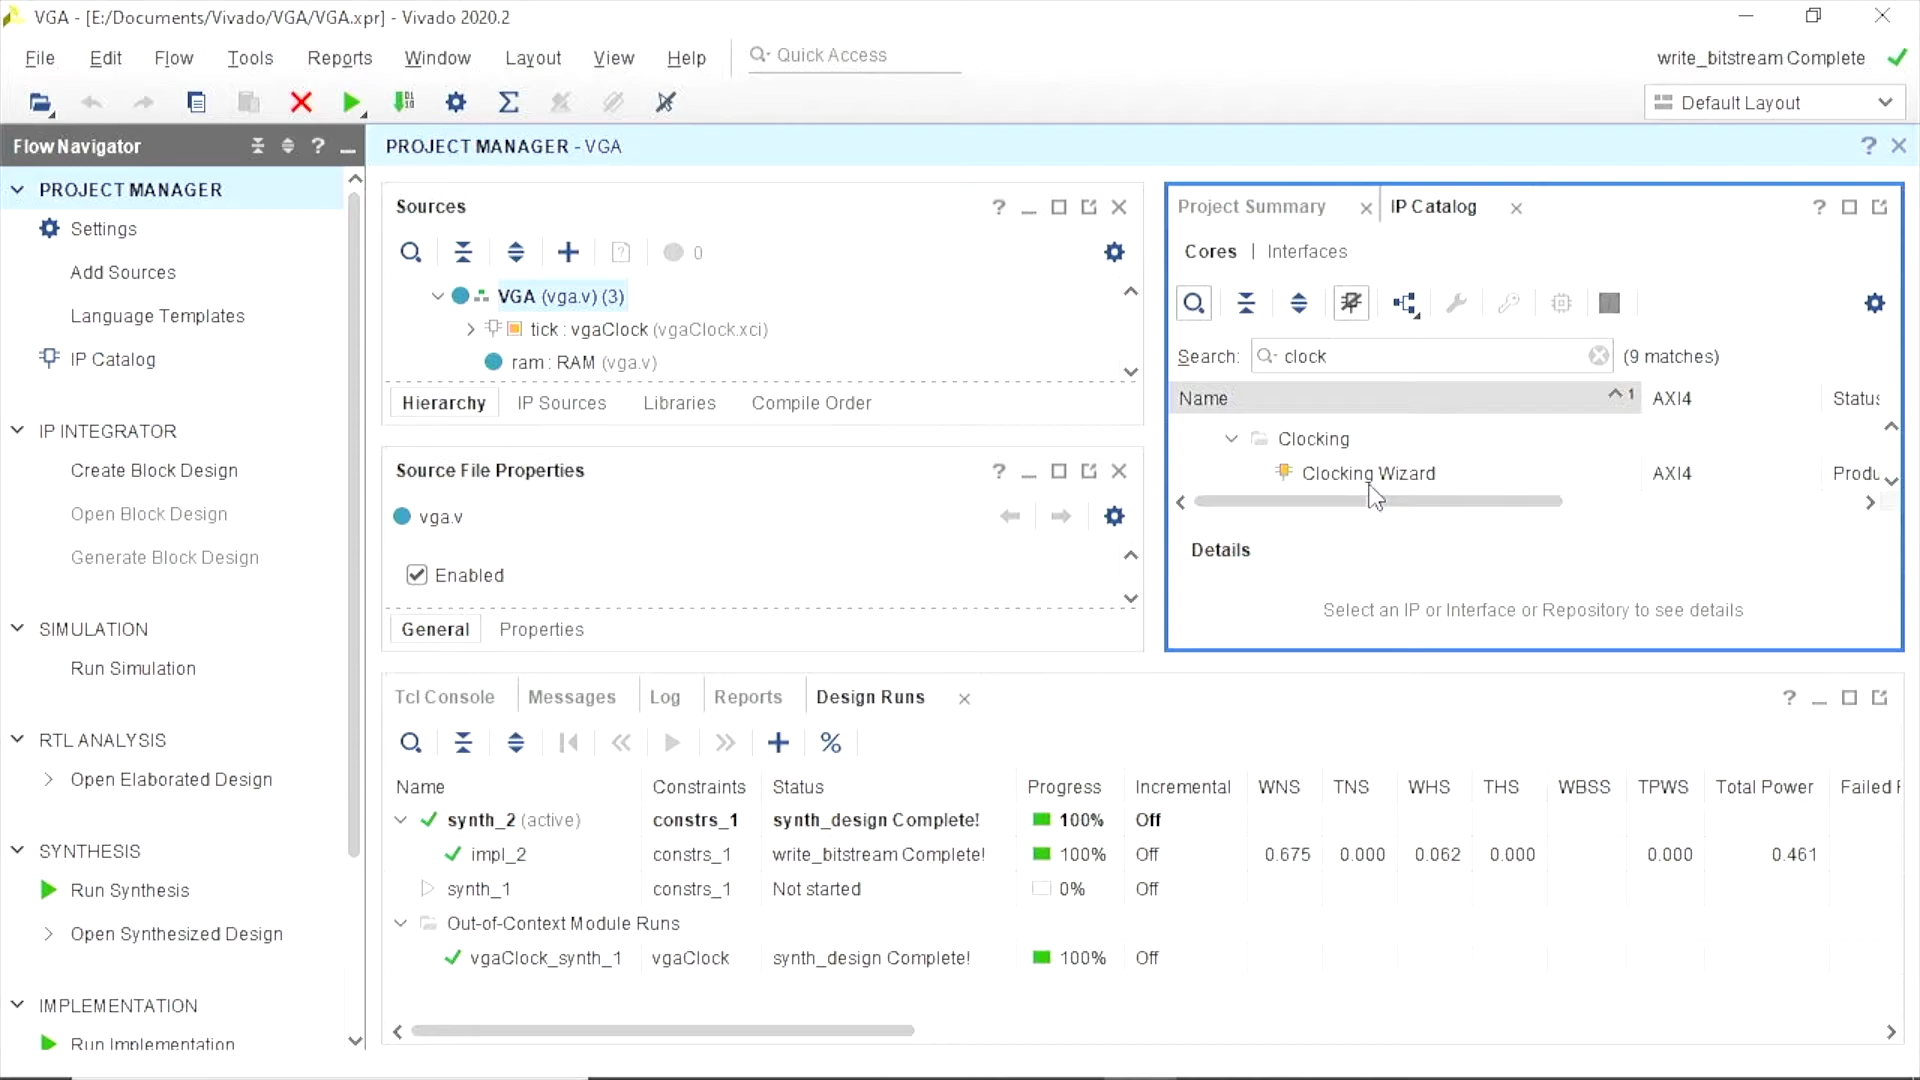 VGA - [E:/Documents/Vivado/VGA/VGA.xpr] - Vivado 2020.2
File Edit Flow Tools Reports Window Layout View Help Quick Access write_bitstream Complete
Default Layout
Flow Navigator
PROJECT MANAGER
Settings
Add Sources
Language Templates
IP Catalog
IP INTEGRATOR
Create Block Design
Open Block Design
Generate Block Design
SIMULATION
Run Simulation
RTL ANALYSIS
Open Elaborated Design
SYNTHESIS
Run Synthesis
Open Synthesized Design
IMPLEMENTATION
Run Implementation
PROJECT MANAGER - VGA
Sources
0
VGA (vga.v) (3)
tick : vgaClock (vgaClock.xci)
ram : RAM (vga.v)
Hierarchy IP Sources Libraries Compile Order
Source File Properties
vga.v
Enabled
General Properties
Project Summary IP Catalog
Cores | Interfaces
Search: clock (9 matches)
Name 1 AXI4 Status
Clocking
Clocking Wizard AXI4 Produ
Details
Select an IP or Interface or Repository to see details
Tcl Console Messages Log Reports Design Runs
Name Constraints Status Progress Incremental WNS TNS WHS THS WBSS TPWS Total Power Failed R
synth_2 (active) constrs_1 synth_design Complete! 100% Off
impl_2 constrs_1 write_bitstream Complete! 100% Off 0.675 0.000 0.062 0.000 0.000 0.461
synth_1 constrs_1 Not started 0% Off
Out-of-Context Module Runs
vgaClock_synth_1 vgaClock synth_design Complete! 100% Off